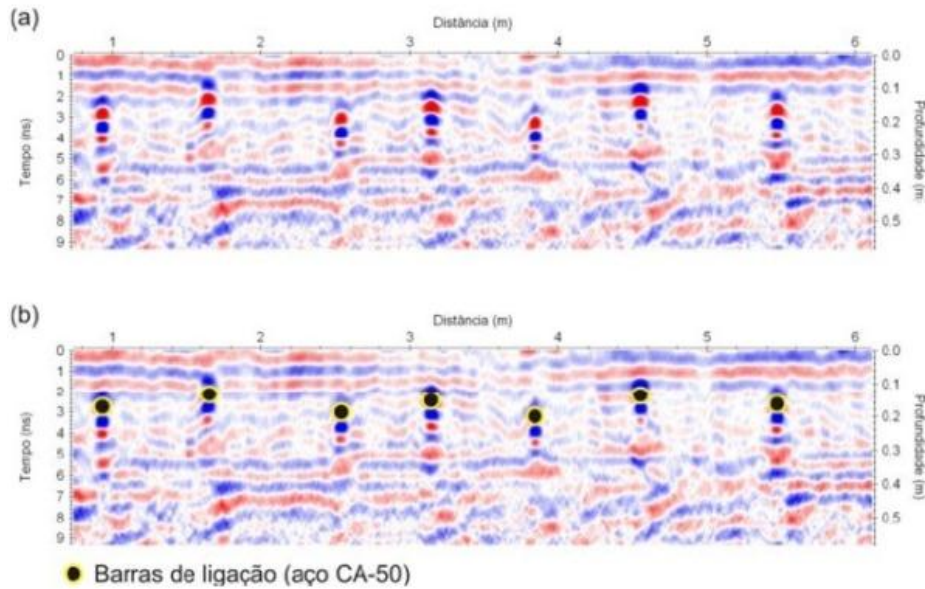 (a)
Distância (m)
1 2 3 4 5 6
0
1
2
3
4
5
6
7
8
9
Tempo (ns)
0.0
0.1
0.2
0.3
0.4
0.5
Profundidade (m)
(b)
Distância (m)
1 2 3 4 5 6
0
1
2
3
4
5
6
7
8
9
Tempo (ns)
0.0
0.1
0.2
0.3
0.4
0.5
Profundidade (m)
Barras de ligação (aço CA-50)